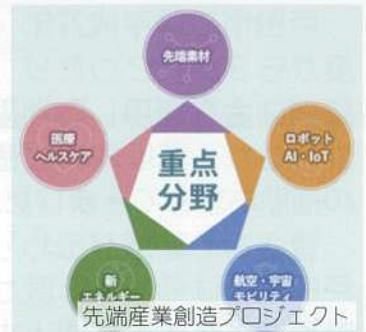 先端素材
医療
ヘルスケア
ロボット
AI・IoT
重点
分野
新
エネルギー
航空・宇宙
モビリティ
先端産業創造プロジェクト